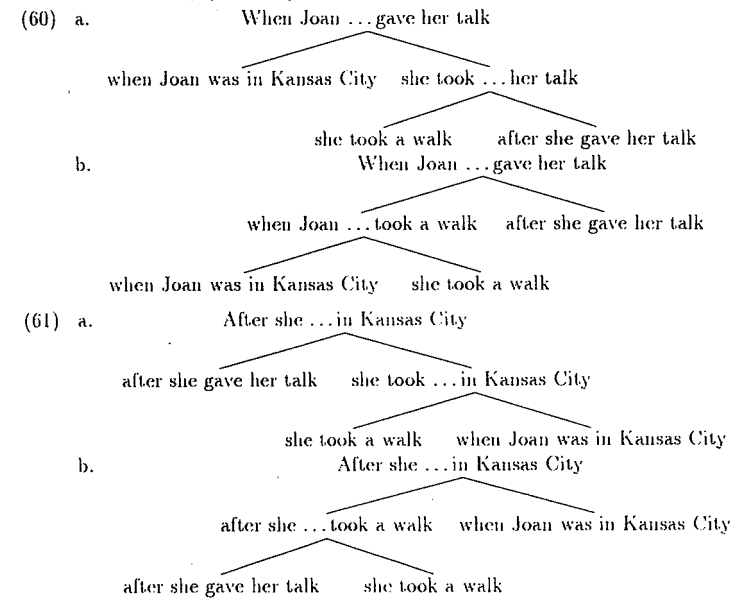 (60) a. When Joan ...gave her talk
when Joan was in Kansas City she took ...her talk
she took a walk after she gave her talk
b. When Joan ...gave her talk
when Joan ...took a walk after she gave her talk
when Joan was in Kansas City she took a walk
(61) a. After she ...in Kansas City
after she gave her talk she took ...in Kansas City
she took a walk when Joan was in Kansas City
b. After she ...in Kansas City
after she ...took a walk when Joan was in Kansas City
after she gave her talk she took a walk